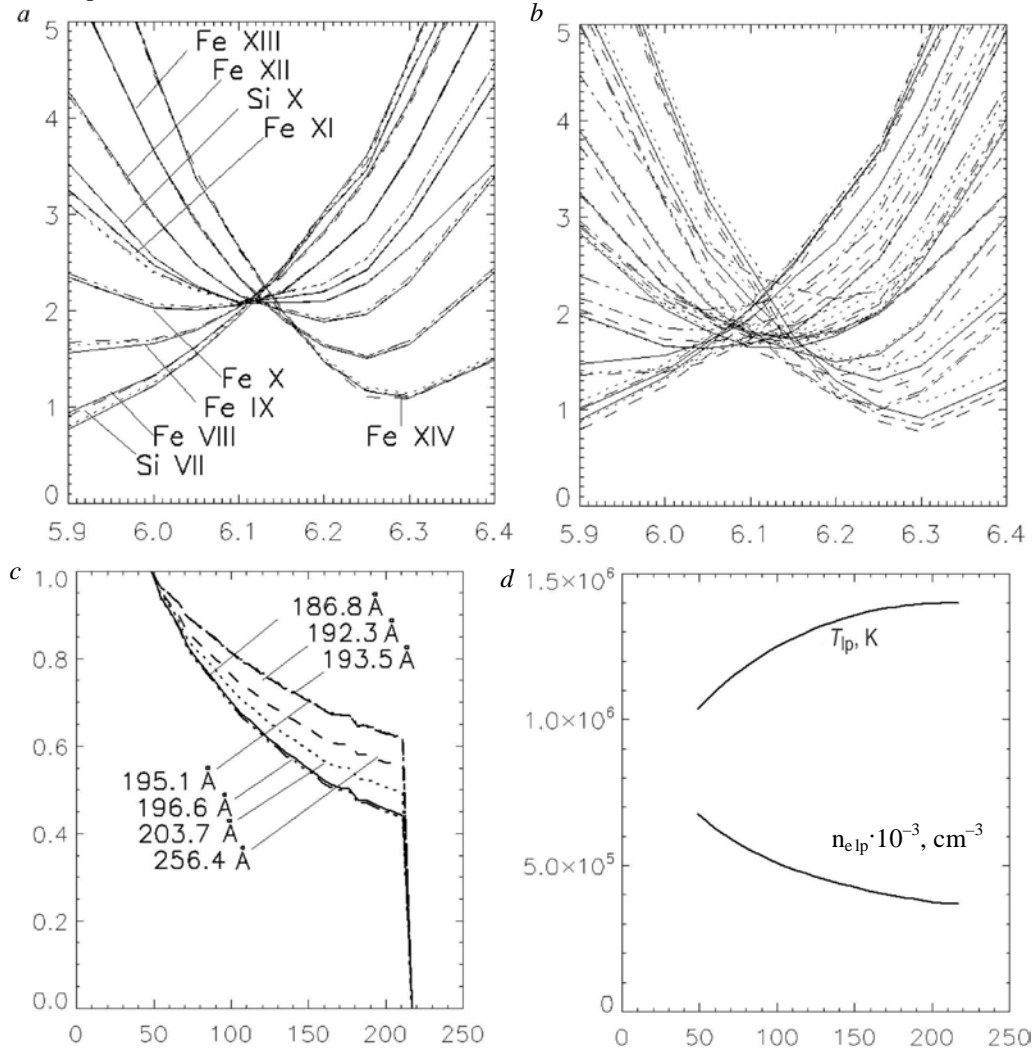 a
5
4
3
2
1
0
Fe XIII
Fe XII
Si X
Fe XI
Fe X
Fe IX
Fe VIII
Si VII
Fe XIV
5.9 6.0 6.1 6.2 6.3 6.4
b
5
4
3
2
1
0
5.9 6.0 6.1 6.2 6.3 6.4
c
1.0
0.8
0.6
0.4
0.2
0.0
186.8 Å
192.3 Å
193.5 Å
195.1 Å
196.6 Å
203.7 Å
256.4 Å
0 50 100 150 200 250
d
1.5×10⁶
1.0×10⁶
5.0×10⁵
0
T_lp, K
n_e lp·10⁻³, cm⁻³
0 50 100 150 200 250